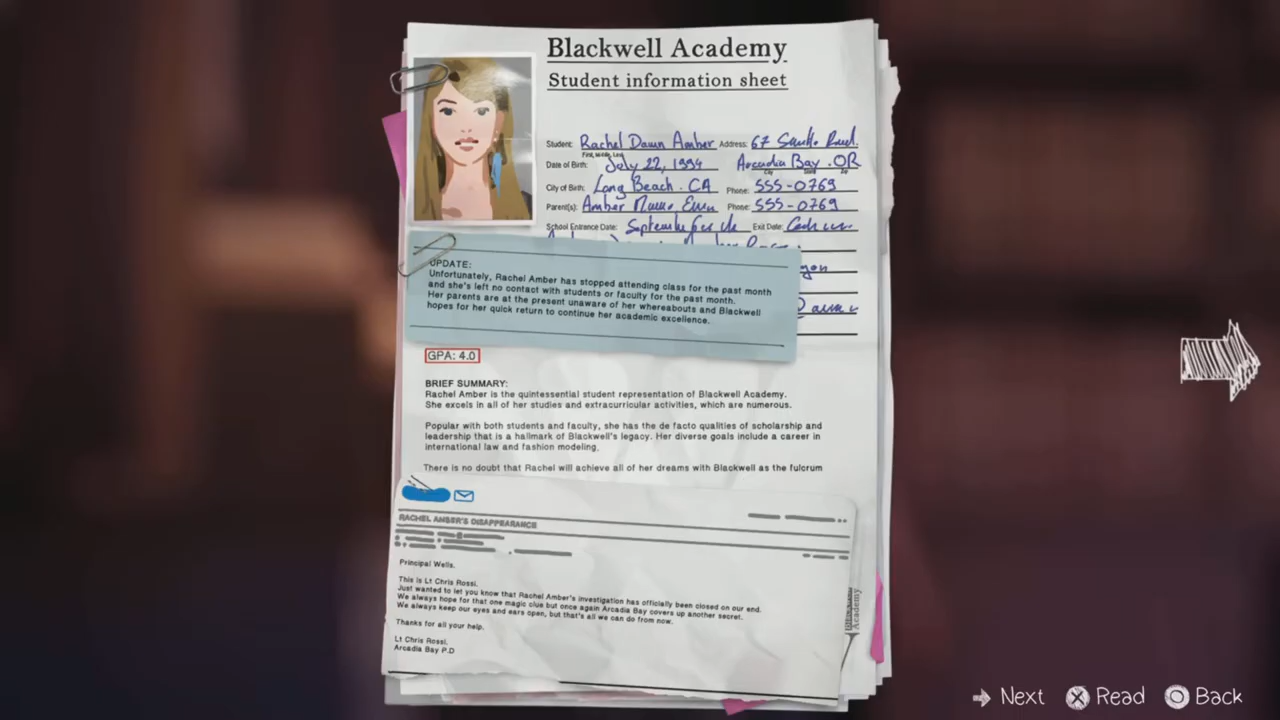 Blackwell Academy
Student information sheet
Student: Rachel Dawn Amber Address: 67
First, Middle, Last
Date of Birth: July 22, 1994 Arcadia Bay . OR
City State Zip
City of Birth: Long Beach . CA Phone: 555-0769
Parent(s): Amber Phone: 555-0769
School Entrance Date: Exit Date:
UPDATE:
Unfortunately, Rachel Amber has stopped attending class for the past month
and she's left no contact with students or faculty for the past month.
Her parents are at the present unaware of her whereabouts and Blackwell
hopes for her quick return to continue her academic excellence.
GPA: 4.0
BRIEF SUMMARY:
Rachel Amber is the quintessential student representation of Blackwell Academy.
She excels in all of her studies and extracurricular activities, which are numerous.
Popular with both students and faculty, she has the de facto qualities of scholarship and
leadership that is a hallmark of Blackwell's legacy. Her diverse goals include a career in
international law and fashion modeling.
There is no doubt that Rachel will achieve all of her dreams with Blackwell as the fulcrum
RACHEL AMBER'S DISAPPEARANCE
Principal Wells.
This is Lt Chris Rossi.
Just wanted to let you know that Rachel Amber's investigation has officially been closed on our end.
We always hope for that one magic clue but once again Arcadia Bay covers up another secret.
We always keep our eyes and ears open, but that's all we can do from now.
Thanks for all your help.
Lt Chris Rossi.
Arcadia Bay P.D
Academy
Next Read Back